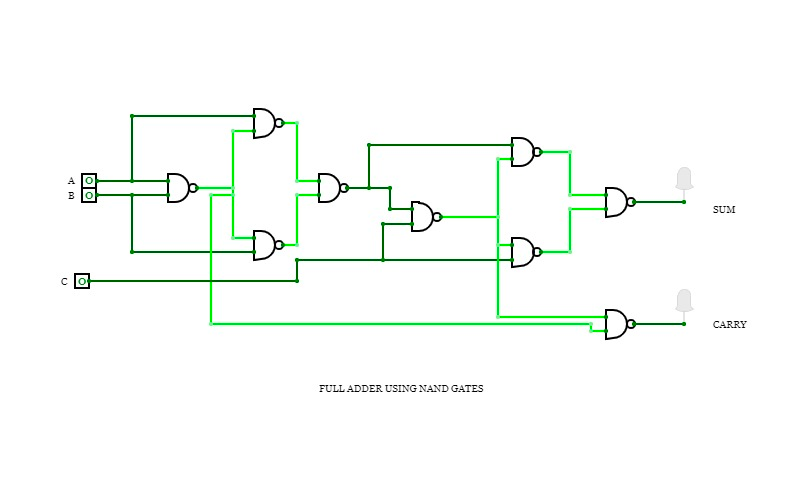 A
B
SUM
C
CARRY
FULL ADDER USING NAND GATES